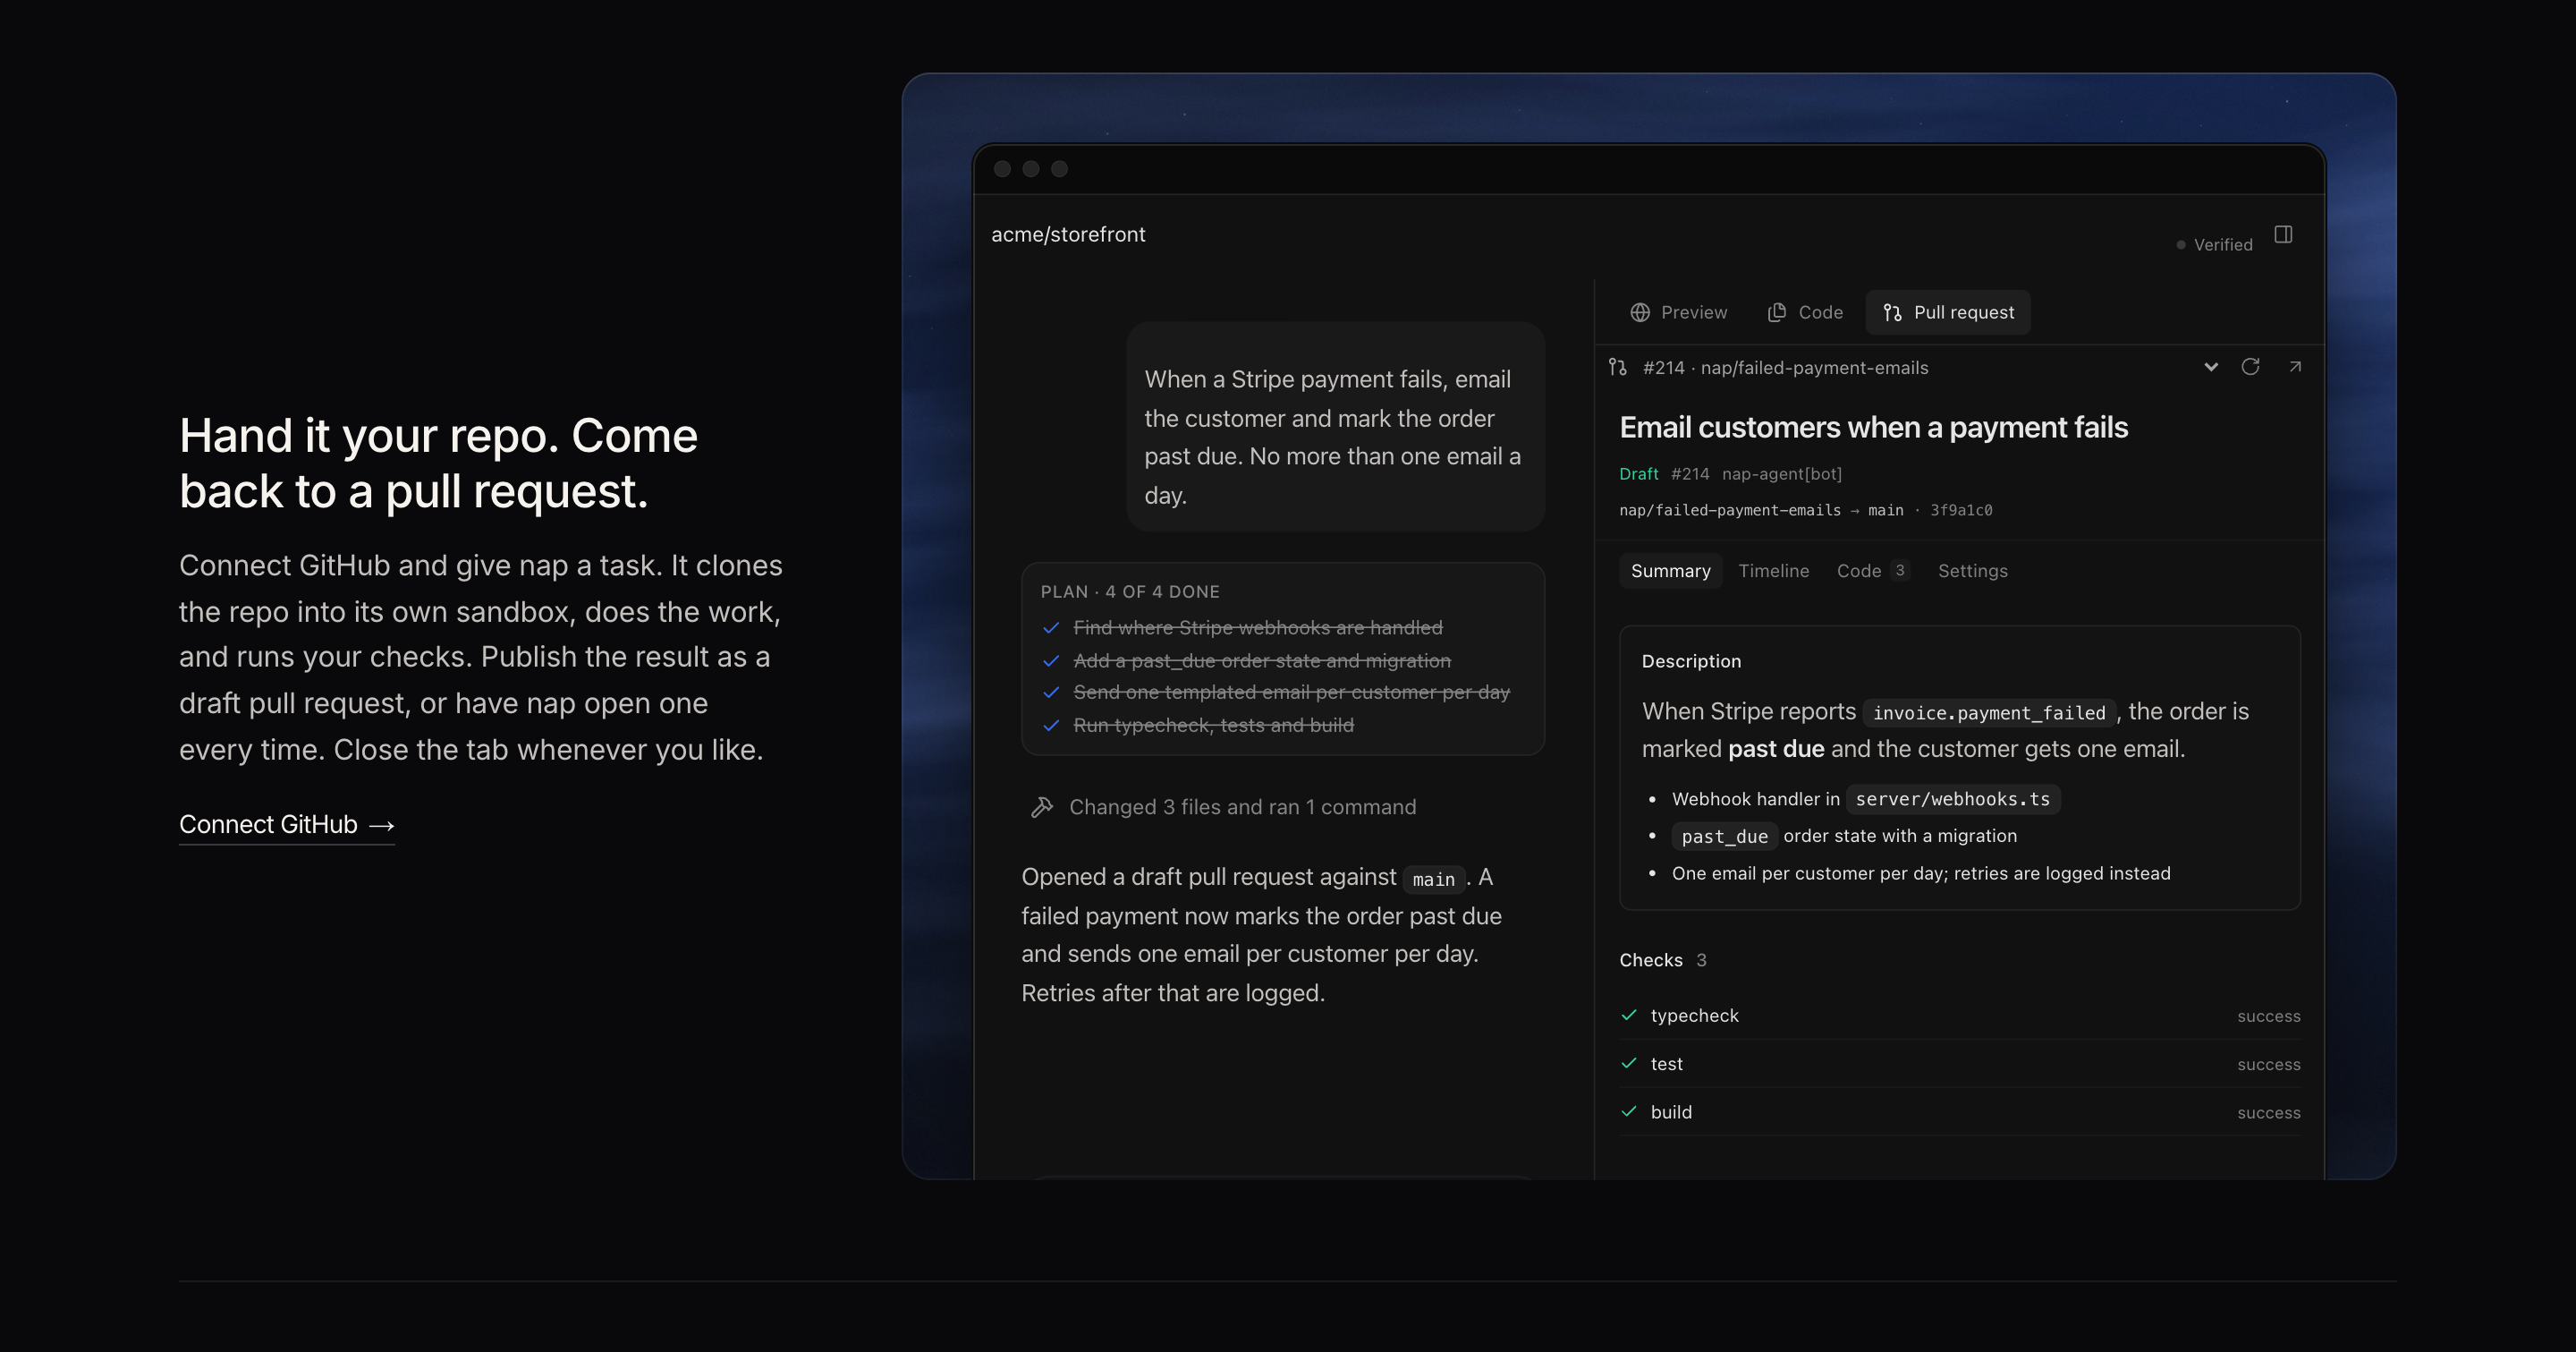 Hand it your repo. Come
back to a pull request.
Connect GitHub and give nap a task. It clones
the repo into its own sandbox, does the work,
and runs your checks. Publish the result as a
draft pull request, or have nap open one
every time. Close the tab whenever you like.
Connect GitHub →
acme/storefront
Verified
When a Stripe payment fails, email
the customer and mark the order
past due. No more than one email a
day.
PLAN · 4 OF 4 DONE
Find where Stripe webhooks are handled
Add a past_due order state and migration
Send one templated email per customer per day
Run typecheck, tests and build
Changed 3 files and ran 1 command
Opened a draft pull request against main. A
failed payment now marks the order past due
and sends one email per customer per day.
Retries after that are logged.
Preview Code Pull request
#214 · nap/failed-payment-emails
Email customers when a payment fails
Draft #214 nap-agent[bot]
nap/failed-payment-emails → main · 3f9a1c0
Summary Timeline Code 3 Settings
Description
When Stripe reports invoice.payment_failed, the order is
marked past due and the customer gets one email.
• Webhook handler in server/webhooks.ts
• past_due order state with a migration
• One email per customer per day; retries are logged instead
Checks 3
typecheck success
test success
build success